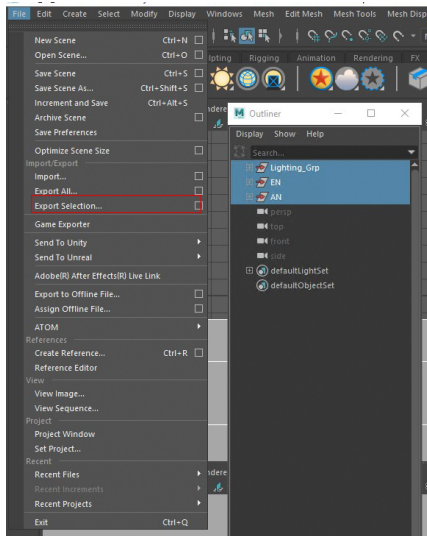 File Edit Create Select Modify Display Windows Mesh Edit Mesh Mesh Tools Mesh Disp
New Scene Ctrl+N
Open Scene... Ctrl+O
Save Scene Ctrl+S
Save Scene As... Ctrl+Shift+S
Increment and Save Ctrl+Alt+S
Archive Scene
Save Preferences
Optimize Scene Size
Import/Export
Import...
Export All...
Export Selection...
Game Exporter
Send To Unity
Send To Unreal
Adobe(R) After Effects(R) Live Link
Export to Offline File...
Assign Offline File...
ATOM
References
Create Reference... Ctrl+R
Reference Editor
View
View Image...
View Sequence...
Project
Project Window
Set Project...
Recent
Recent Files
Recent Increments
Recent Projects
Exit Ctrl+Q
ipting Rigging Animation Rendering FX
ndere
M Outliner
Display Show Help
Search...
Lighting_Grp
EN
AN
persp
top
front
side
defaultLightSet
defaultObjectSet
ndere